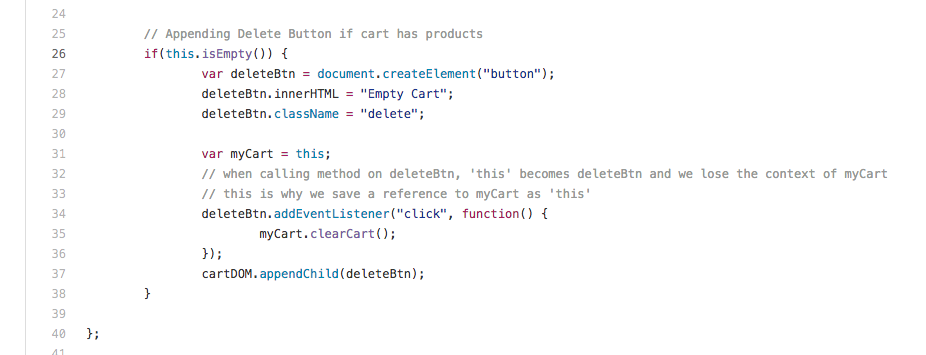 24
25 // Appending Delete Button if cart has products
26 if(this.isEmpty()) {
27 var deleteBtn = document.createElement("button");
28 deleteBtn.innerHTML = "Empty Cart";
29 deleteBtn.className = "delete";
30
31 var myCart = this;
32 // when calling method on deleteBtn, 'this' becomes deleteBtn and we lose the context of myCart
33 // this is why we save a reference to myCart as 'this'
34 deleteBtn.addEventListener("click", function() {
35 myCart.clearCart();
36 });
37 cartDOM.appendChild(deleteBtn);
38 }
39
40 };
41